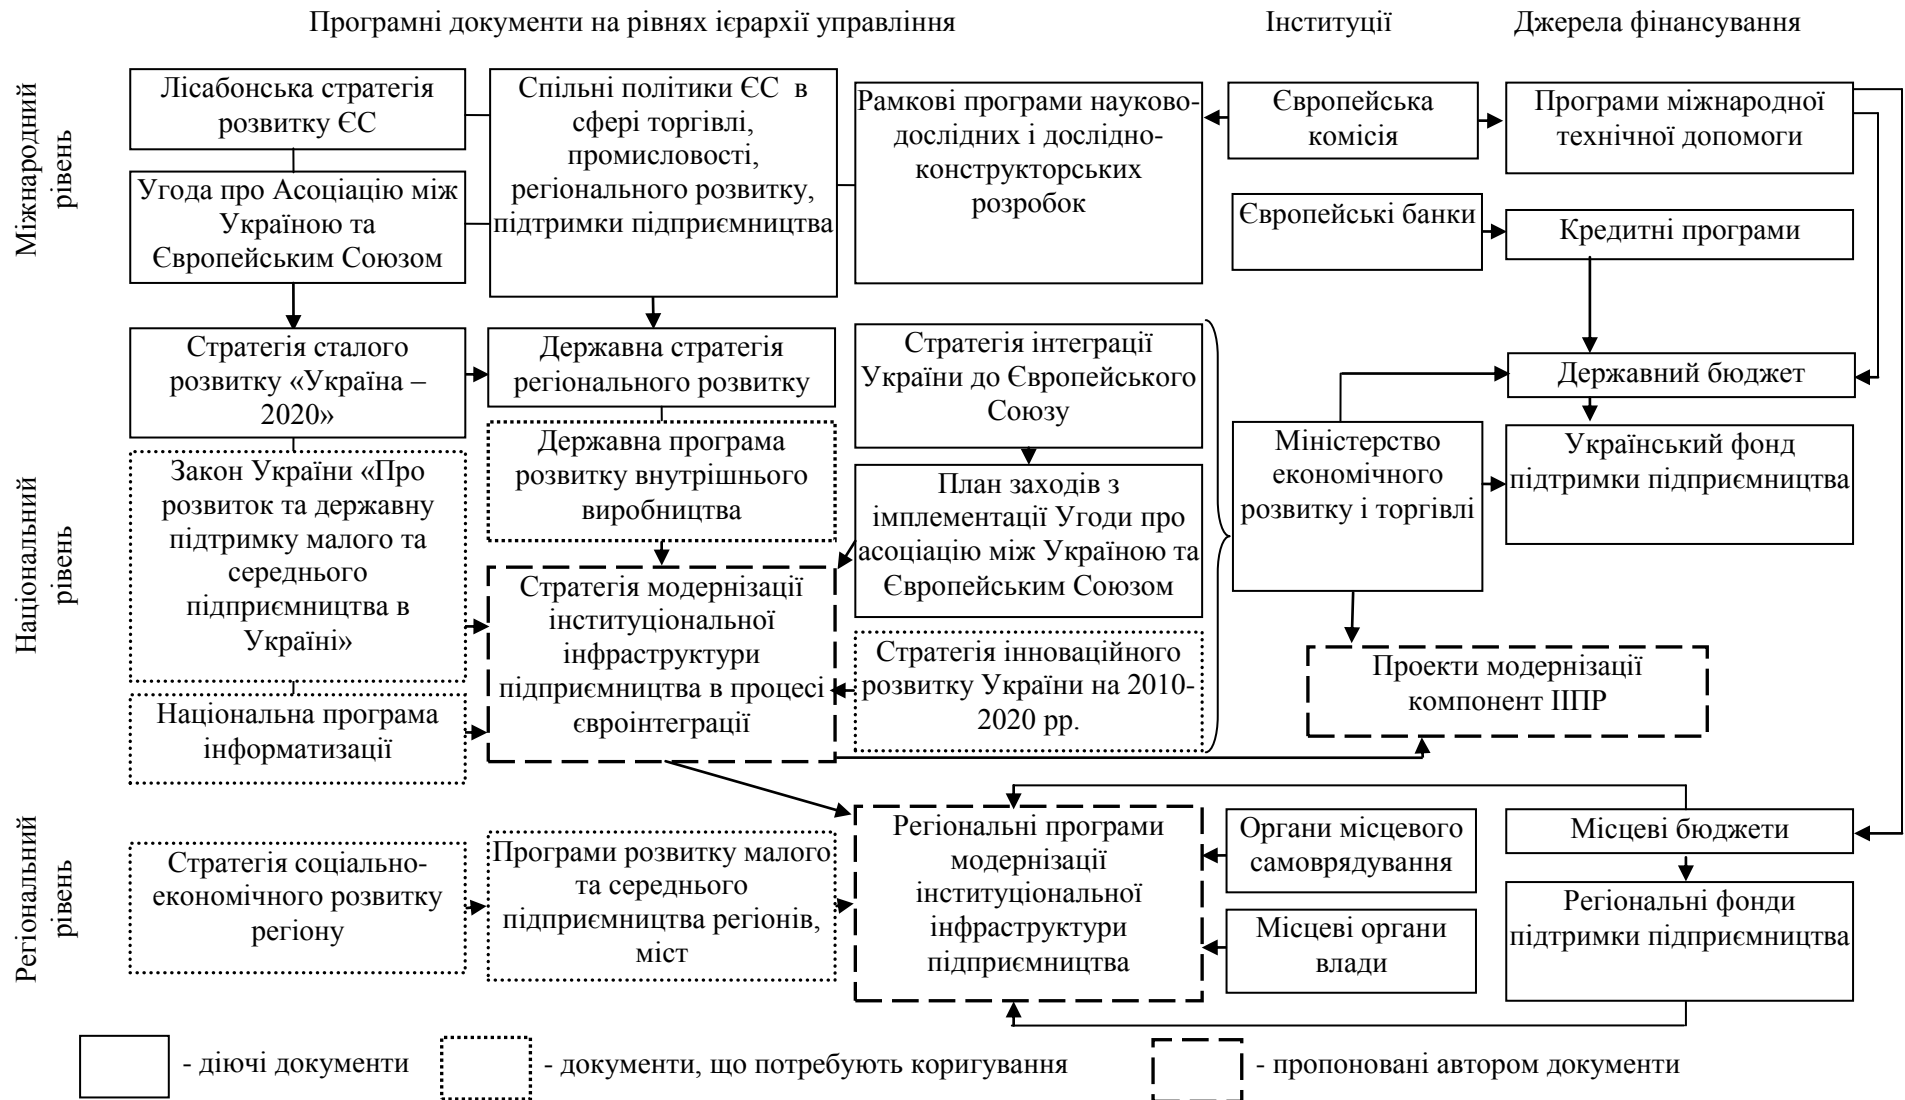 Програмні документи на рівнях ієрархії управління
Інституції
Джерела фінансування
Міжнародний
рівень
Лісабонська стратегія
розвитку ЄС
Угода про Асоціацію між
Україною та
Європейським Союзом
Спільні політики ЄС в
сфері торгівлі,
промисловості,
регіонального розвитку,
підтримки підприємництва
Рамкові програми науково-
дослідних і дослідно-
конструкторських
розробок
Європейська
комісія
Програми міжнародної
технічної допомоги
Європейські банки
Кредитні програми
Національний
рівень
Стратегія сталого
розвитку «Україна –
2020»
Державна стратегія
регіонального розвитку
Стратегія інтеграції
України до Європейського
Союзу
Державний бюджет
Закон України «Про
розвиток та державну
підтримку малого та
середнього
підприємництва в
Україні»
Державна програма
розвитку внутрішнього
виробництва
План заходів з
імплементації Угоди про
асоціацію між Україною та
Європейським Союзом
Міністерство
економічного
розвитку і торгівлі
Український фонд
підтримки підприємництва
Національна програма
інформатизації
Стратегія модернізації
інституціональної
інфраструктури
підприємництва в процесі
євроінтеграції
Стратегія інноваційного
розвитку України на 2010-
2020 рр.
Проекти модернізації
компонент ІІПР
Регіональний
рівень
Стратегія соціально-
економічного розвитку
регіону
Програми розвитку малого
та середнього
підприємництва регіонів,
міст
Регіональні програми
модернізації
інституціональної
інфраструктури
підприємництва
Органи місцевого
самоврядування
Місцеві органи
влади
Місцеві бюджети
Регіональні фонди
підтримки підприємництва
- діючі документи
- документи, що потребують коригування
- пропоновані автором документи